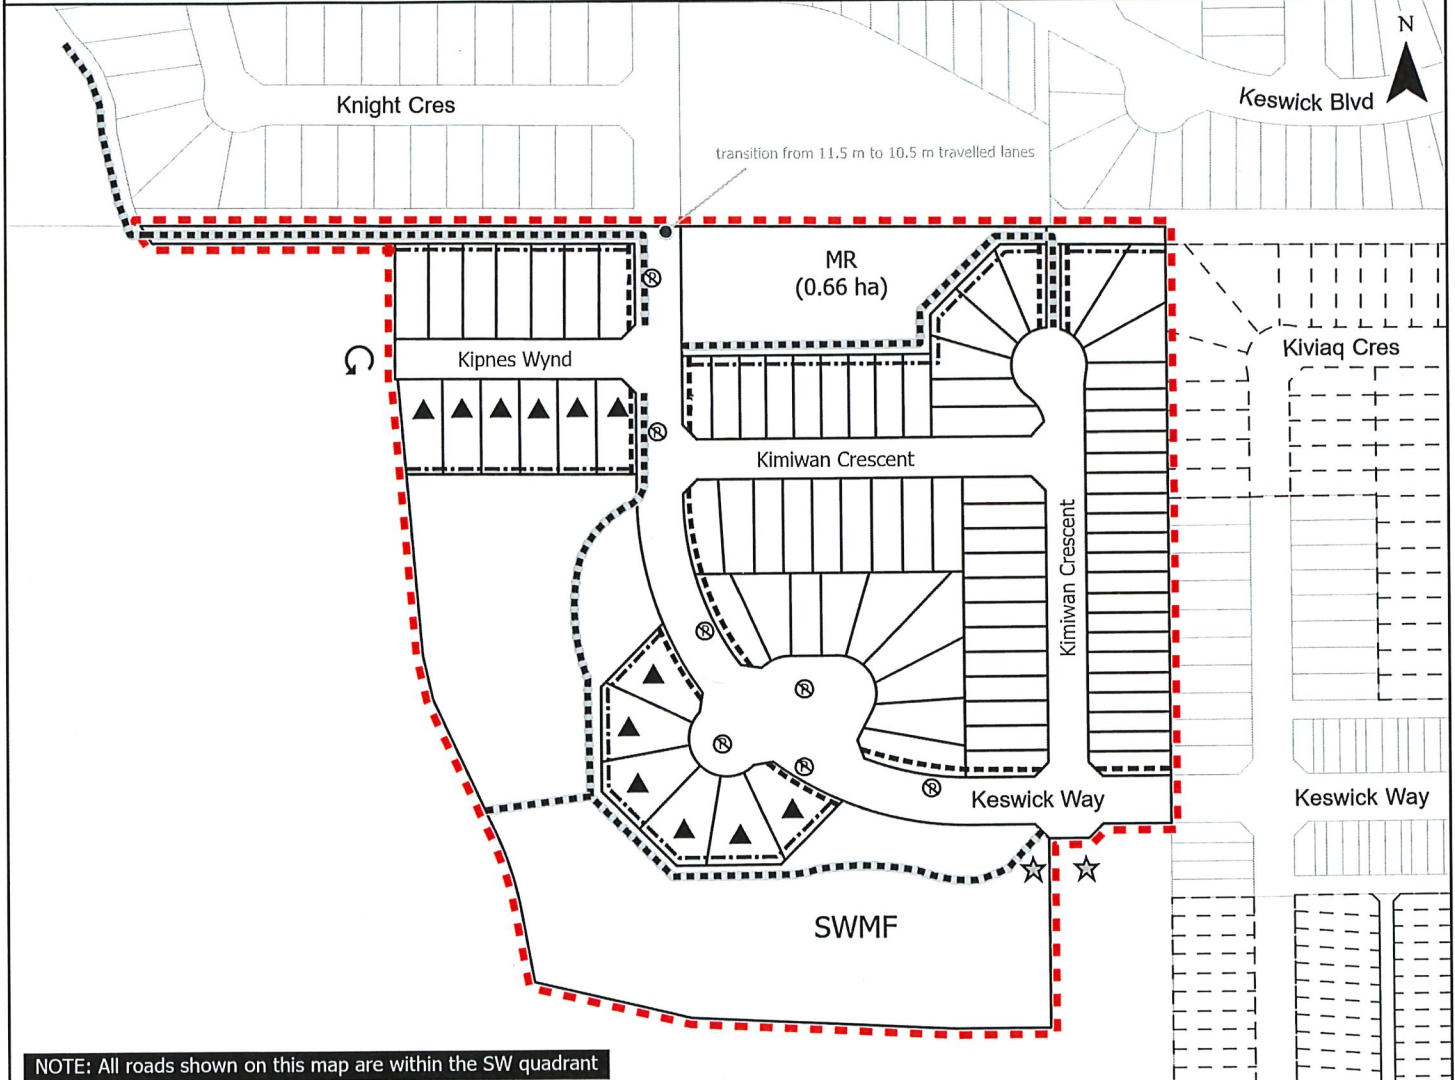 N
Knight Cres
Keswick Blvd
transition from 11.5 m to 10.5 m travelled lanes
MR
(0.66 ha)
Kipnes Wynd
Kiviaq Cres
Kimiwan Crescent
Kimiwan Crescent
Keswick Way
Keswick Way
SWMF
NOTE: All roads shown on this map are within the SW quadrant